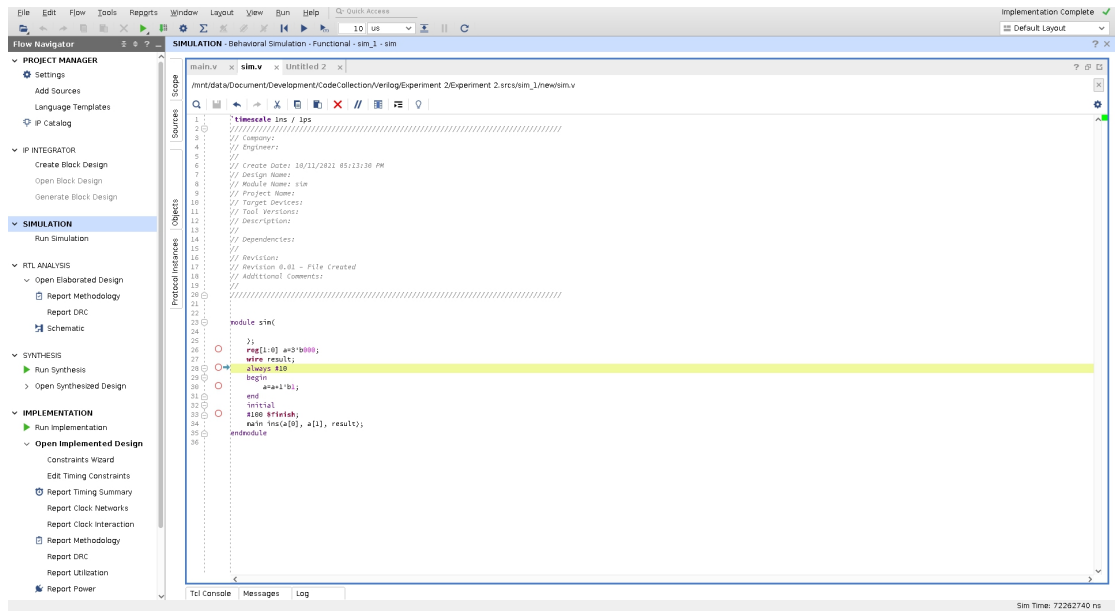 File Edit Flow Tools Reports Window Layout View Run Help Q- Quick Access Implementation Complete
10 us Default Layout
Flow Navigator ? _
SIMULATION - Behavioral Simulation - Functional - sim_1 - sim ? ×
PROJECT MANAGER
Settings
Add Sources
Language Templates
IP Catalog
IP INTEGRATOR
Create Block Design
Open Block Design
Generate Block Design
SIMULATION
Run Simulation
RTL ANALYSIS
Open Elaborated Design
Report Methodology
Report DRC
Schematic
SYNTHESIS
Run Synthesis
Open Synthesized Design
IMPLEMENTATION
Run Implementation
Open Implemented Design
Constraints Wizard
Edit Timing Constraints
Report Timing Summary
Report Clock Networks
Report Clock Interaction
Report Methodology
Report DRC
Report Utilization
Report Power
Scope
Sources
Objects
Protocol Instances
main.v × sim.v × Untitled 2 ×
/mnt/data/Document/Development/CodeCollection/Verilog/Experiment 2/Experiment 2.srcs/sim_1/new/sim.v
1 `timescale 1ns / 1ps
2 //////////////////////////////////////////////////////////////////////////////////
3 // Company:
4 // Engineer:
5 //
6 // Create Date: 10/11/2021 05:13:30 PM
7 // Design Name:
8 // Module Name: sim
9 // Project Name:
10 // Target Devices:
11 // Tool Versions:
12 // Description:
13 //
14 // Dependencies:
15 //
16 // Revision:
17 // Revision 0.01 - File Created
18 // Additional Comments:
19 //
20 //////////////////////////////////////////////////////////////////////////////////
21
22
23 module sim(
24
25 );
26 reg[1:0] a=3'b000;
27 wire result;
28 always #10
29 begin
30 a=a+1'b1;
31 end
32 initial
33 #100 $finish;
34 main ins(a[0], a[1], result);
35 endmodule
36
Tcl Console Messages Log
Sim Time: 72262740 ns